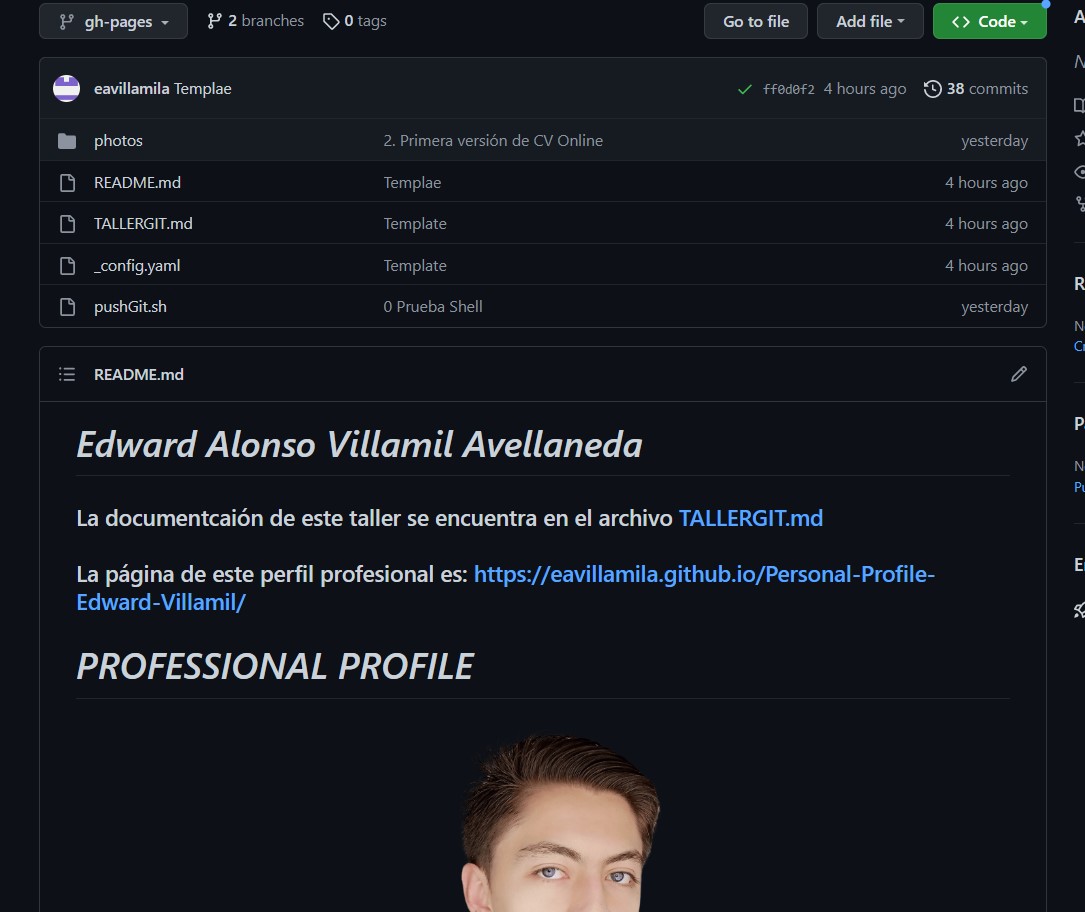 gh-pages 2 branches 0 tags Go to file Add file Code
eavillamila Templae ff0d0f2 4 hours ago 38 commits
photos 2. Primera versión de CV Online yesterday
README.md Templae 4 hours ago
TALLERGIT.md Template 4 hours ago
_config.yaml Template 4 hours ago
pushGit.sh 0 Prueba Shell yesterday
README.md
Edward Alonso Villamil Avellaneda
La documentcaión de este taller se encuentra en el archivo TALLERGIT.md
La página de este perfil profesional es: https://eavillamila.github.io/Personal-Profile-
Edward-Villamil/
PROFESSIONAL PROFILE